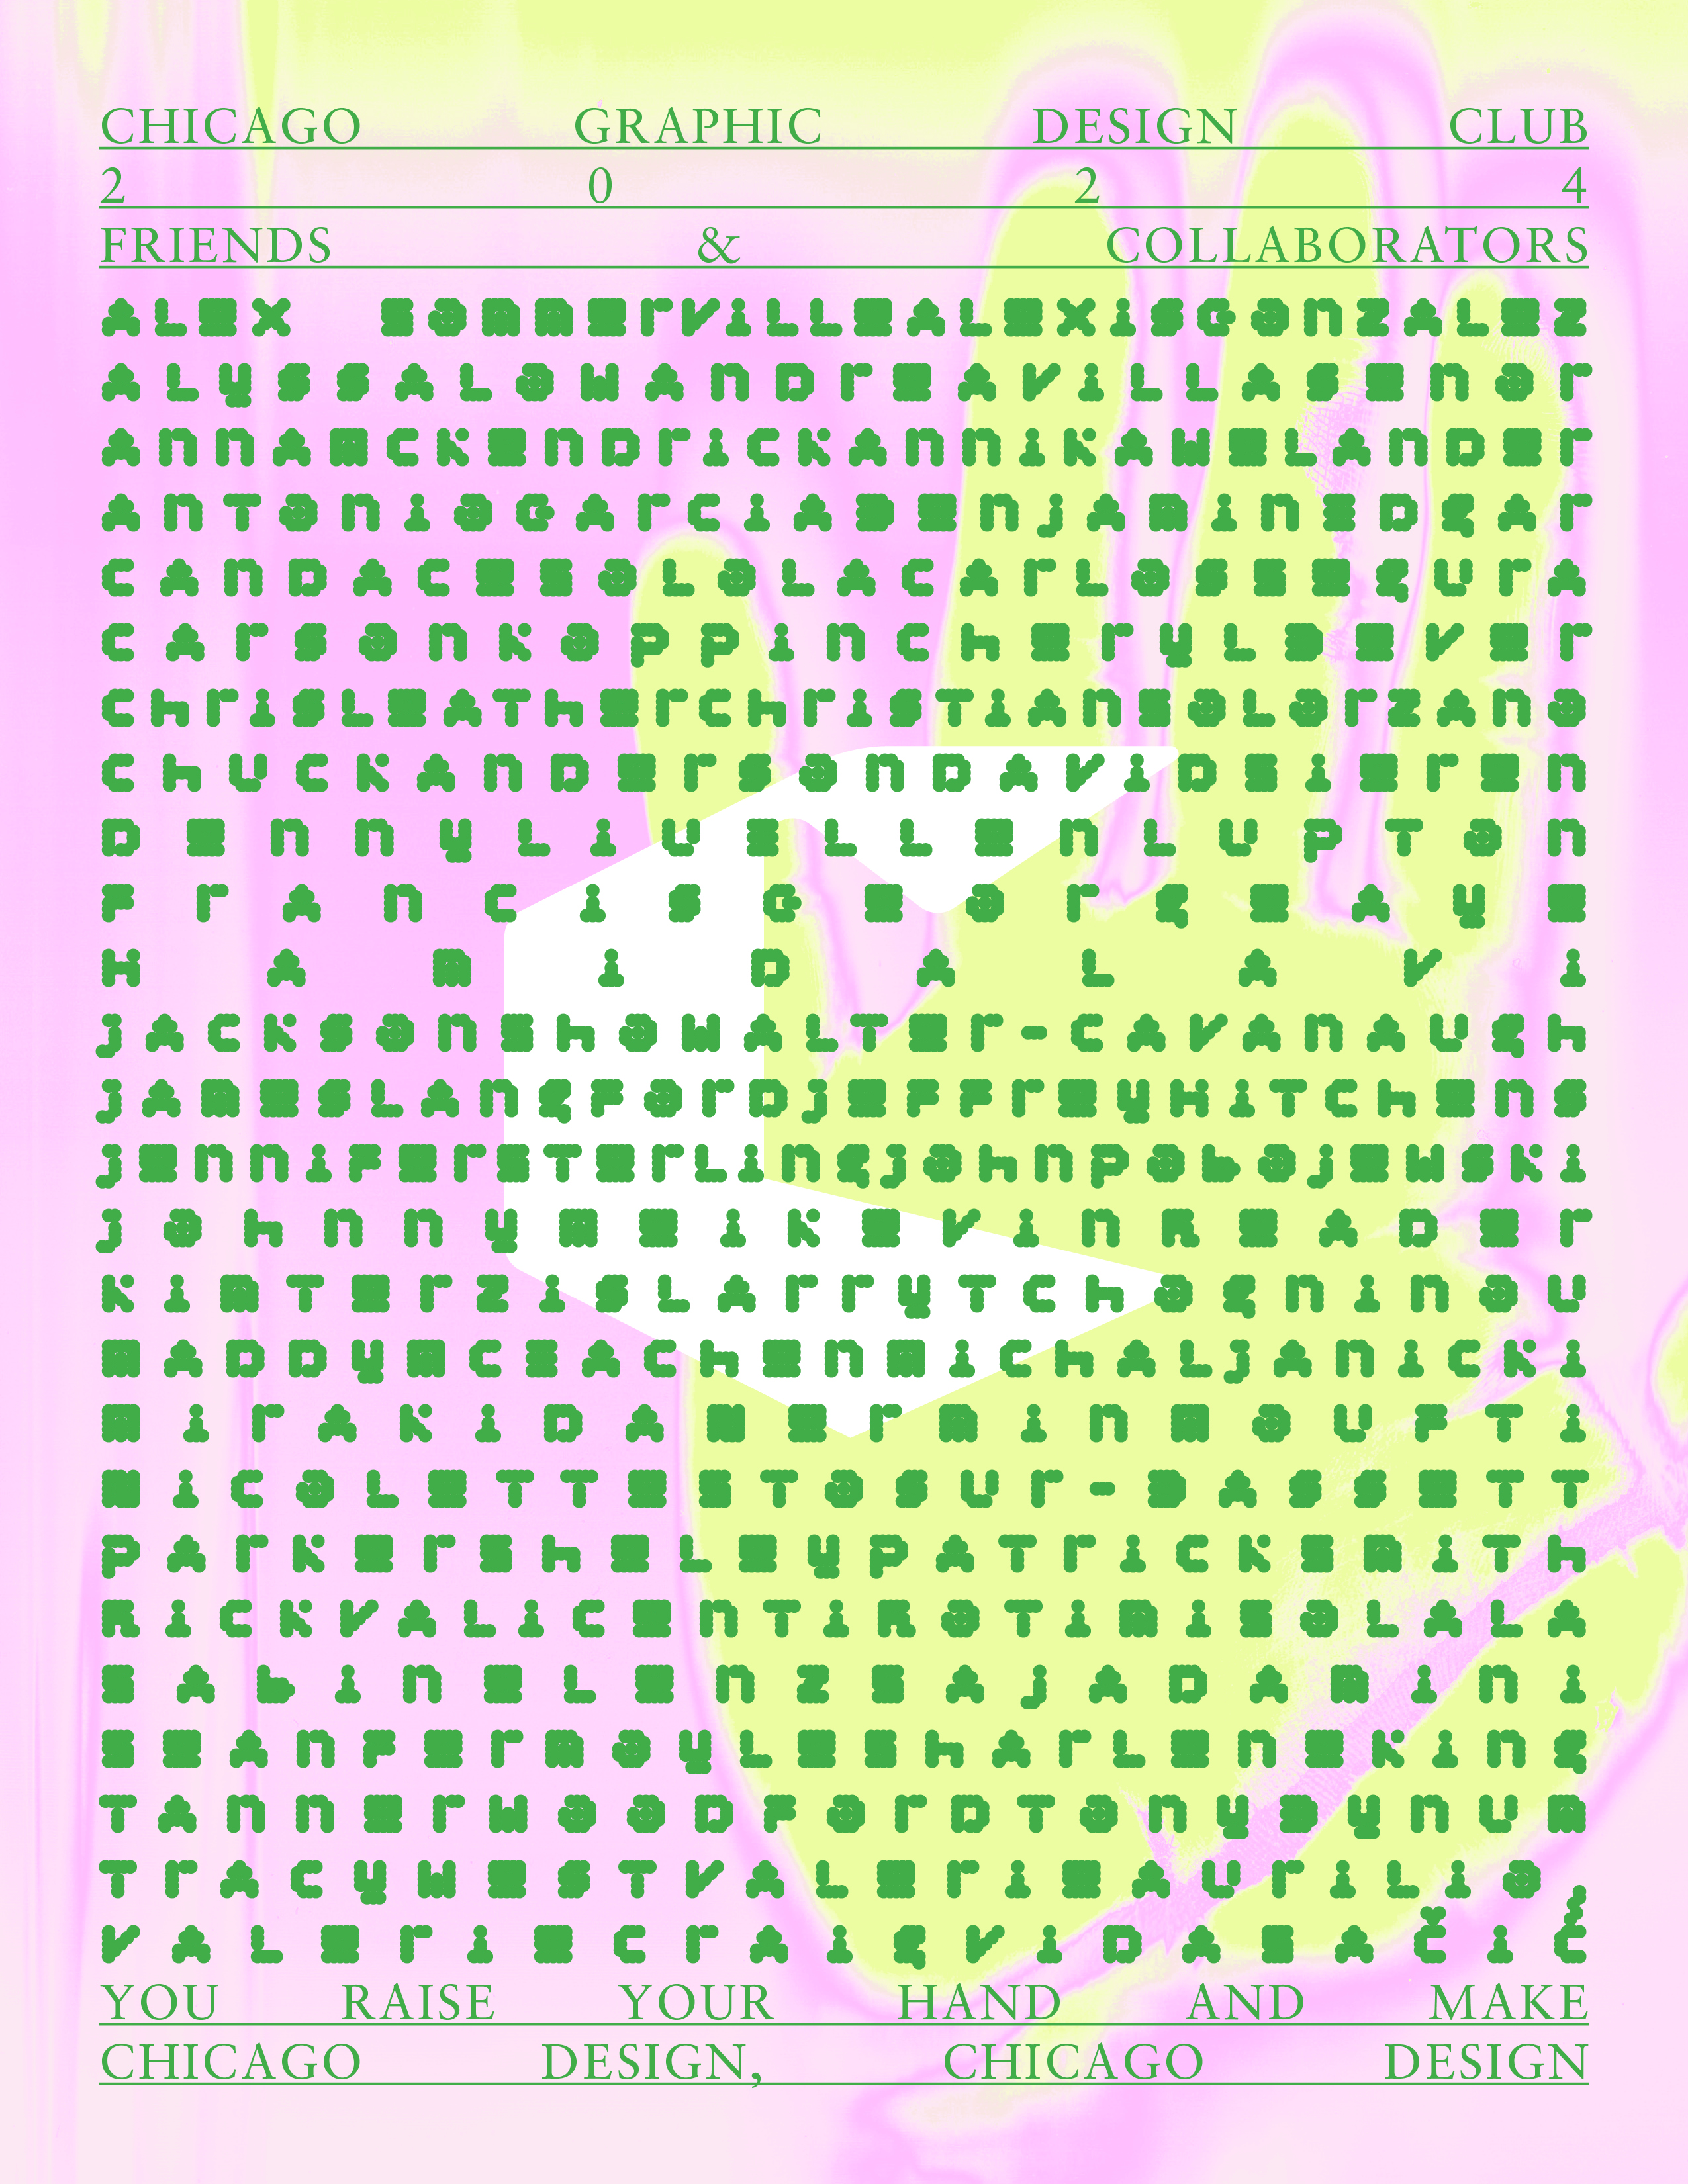 CHICAGO GRAPHIC DESIGN CLUB
2 0 2 4
FRIENDS & COLLABORATORS
ALEX SOMMERVILLEALEXISGONZALEZ
ALYSSALOWANDREAVILLASENOR
ANNAMCKENDRICKANNIKAWELANDER
ANTONIOGARCIABENJAMINEDGAR
CANDACESOLOLACARLOSSEGURA
CARSONKOPPINCHERYLBEVER
CHRISLEATHERCHRISTIANSOLORZANO
CHUCKANDERSONDAVIDSIEREN
DENNYLIUELLENLUPTON
FRANCISGEORGEAYE
HAMIDALAVI
JACKSONSHOWALTER-CAVANAUGH
JAMESLANGFORDJEFFREYHITCHENS
JENNIFERSTERLINGJOHNPOBOJEWSKI
JOHNNYMEIKEVINREADER
KIMTERZISLARRYTCHOGNINOU
MADDYMCEACHENMICHALJANICKI
MIRAKIDANERMINMOUFTI
NICOLETTESTOSUR-BASSETT
PARKERSHELEYPATRICKSMITH
RICKVALICENTIROTIMISOLALA
SABINELENZSAJADAMINI
SEANFERMOYLESHARLENEKING
TANNERWOODFORDTONYBYNUM
TRACYWESTVALERIEAURILIO
VALERIECRAIGVIDASAČIĆ
YOU RAISE YOUR HAND AND MAKE
CHICAGO DESIGN, CHICAGO DESIGN